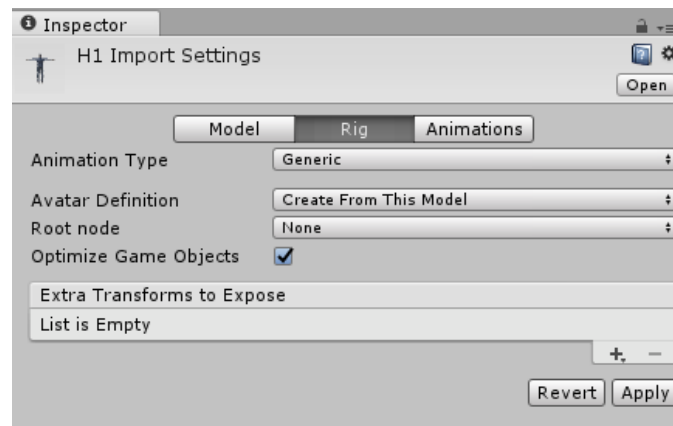 Inspector
H1 Import Settings
Open
Model Rig Animations
Animation Type Generic
Avatar Definition Create From This Model
Root node None
Optimize Game Objects
Extra Transforms to Expose
List is Empty
Revert Apply